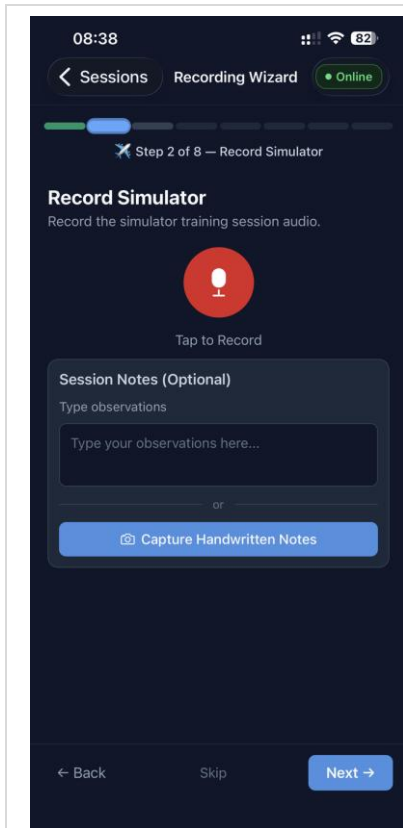 08:38
82
Sessions
Recording Wizard
Online
Step 2 of 8 — Record Simulator
Record Simulator
Record the simulator training session audio.
Tap to Record
Session Notes (Optional)
Type observations
Type your observations here...
or
Capture Handwritten Notes
← Back
Skip
Next →